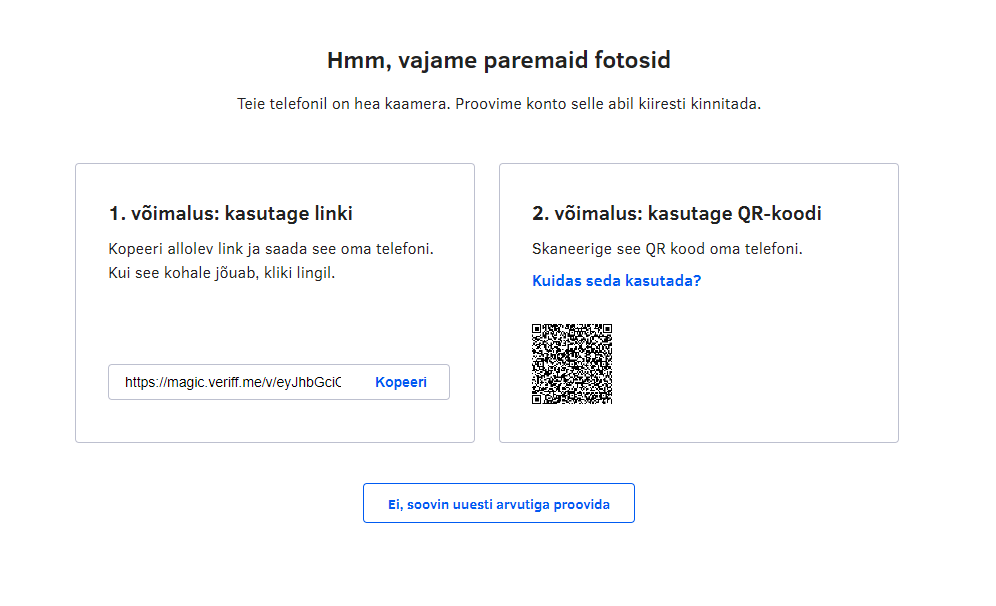 Hmm, vajame paremaid fotosid
Teie telefonil on hea kaamera. Proovime konto selle abil kiiresti kinnitada.
1. võimalus: kasutage linki
Kopeeri allolev link ja saada see oma telefoni.
Kui see kohale jõuab, kliki lingil.
https://magic.veriff.me/v/eyJhbGciO
Kopeeri
2. võimalus: kasutage QR-koodi
Skaneerige see QR kood oma telefoni.
Kuidas seda kasutada?
Ei, soovin uuesti arvutiga proovida